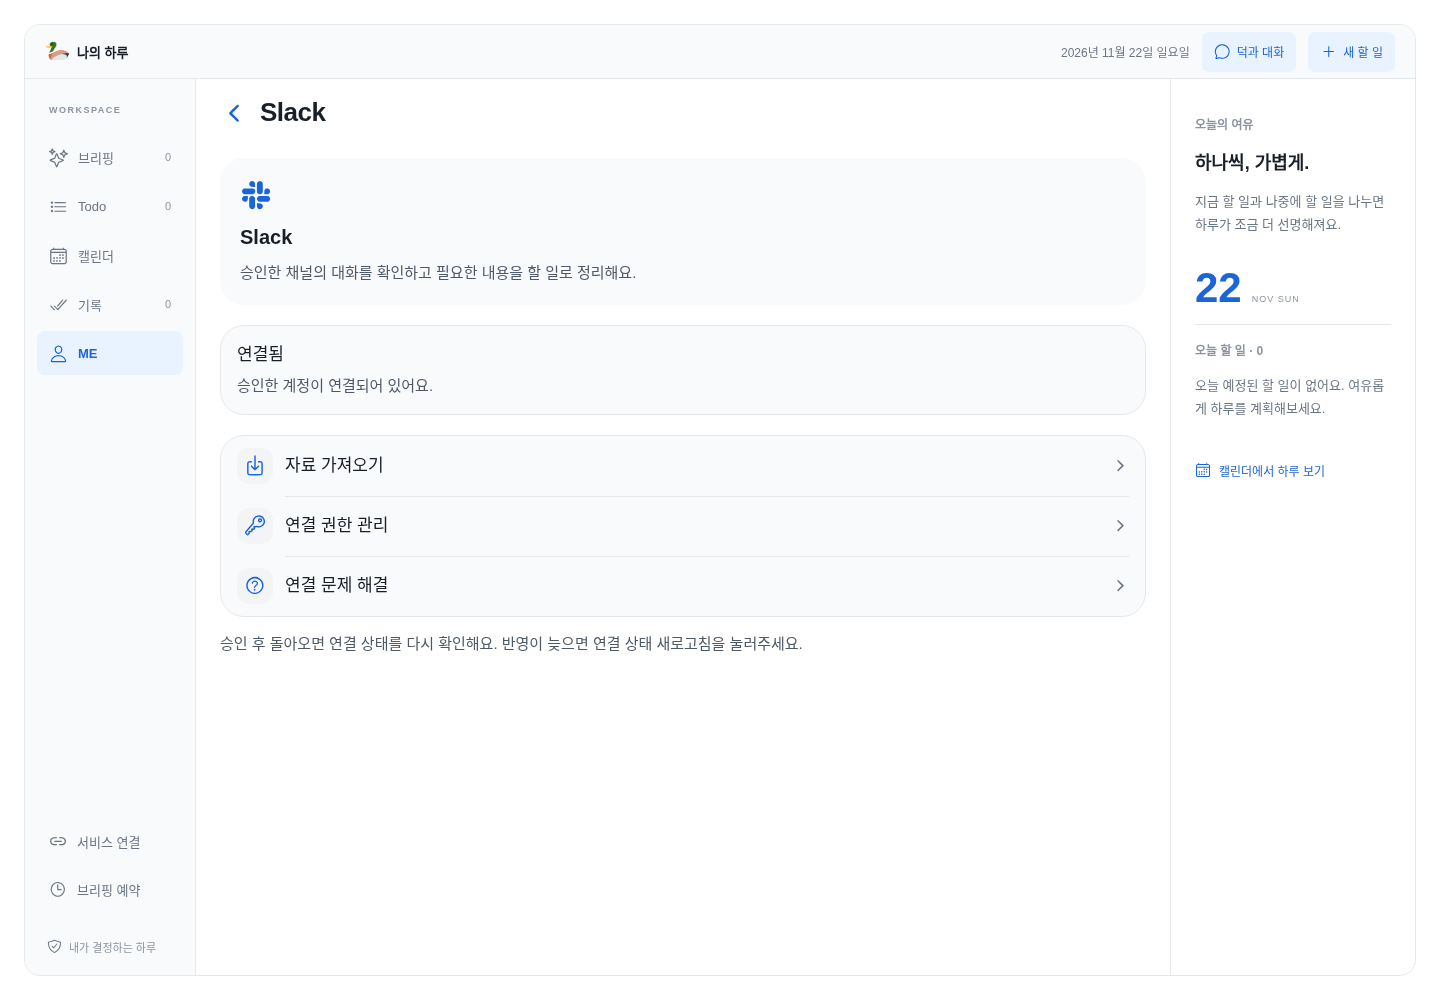 나의 하루
2026년 11월 22일 일요일
덕과 대화
새 할 일
WORKSPACE
브리핑 0
Todo 0
캘린더
기록 0
ME
서비스 연결
브리핑 예약
내가 결정하는 하루
Slack
Slack
승인한 채널의 대화를 확인하고 필요한 내용을 할 일로 정리해요.
연결됨
승인한 계정이 연결되어 있어요.
자료 가져오기
연결 권한 관리
연결 문제 해결
승인 후 돌아오면 연결 상태를 다시 확인해요. 반영이 늦으면 연결 상태 새로고침을 눌러주세요.
오늘의 여유
하나씩, 가볍게.
지금 할 일과 나중에 할 일을 나누면
하루가 조금 더 선명해져요.
22 NOV SUN
오늘 할 일 · 0
오늘 예정된 할 일이 없어요. 여유롭
게 하루를 계획해보세요.
캘린더에서 하루 보기